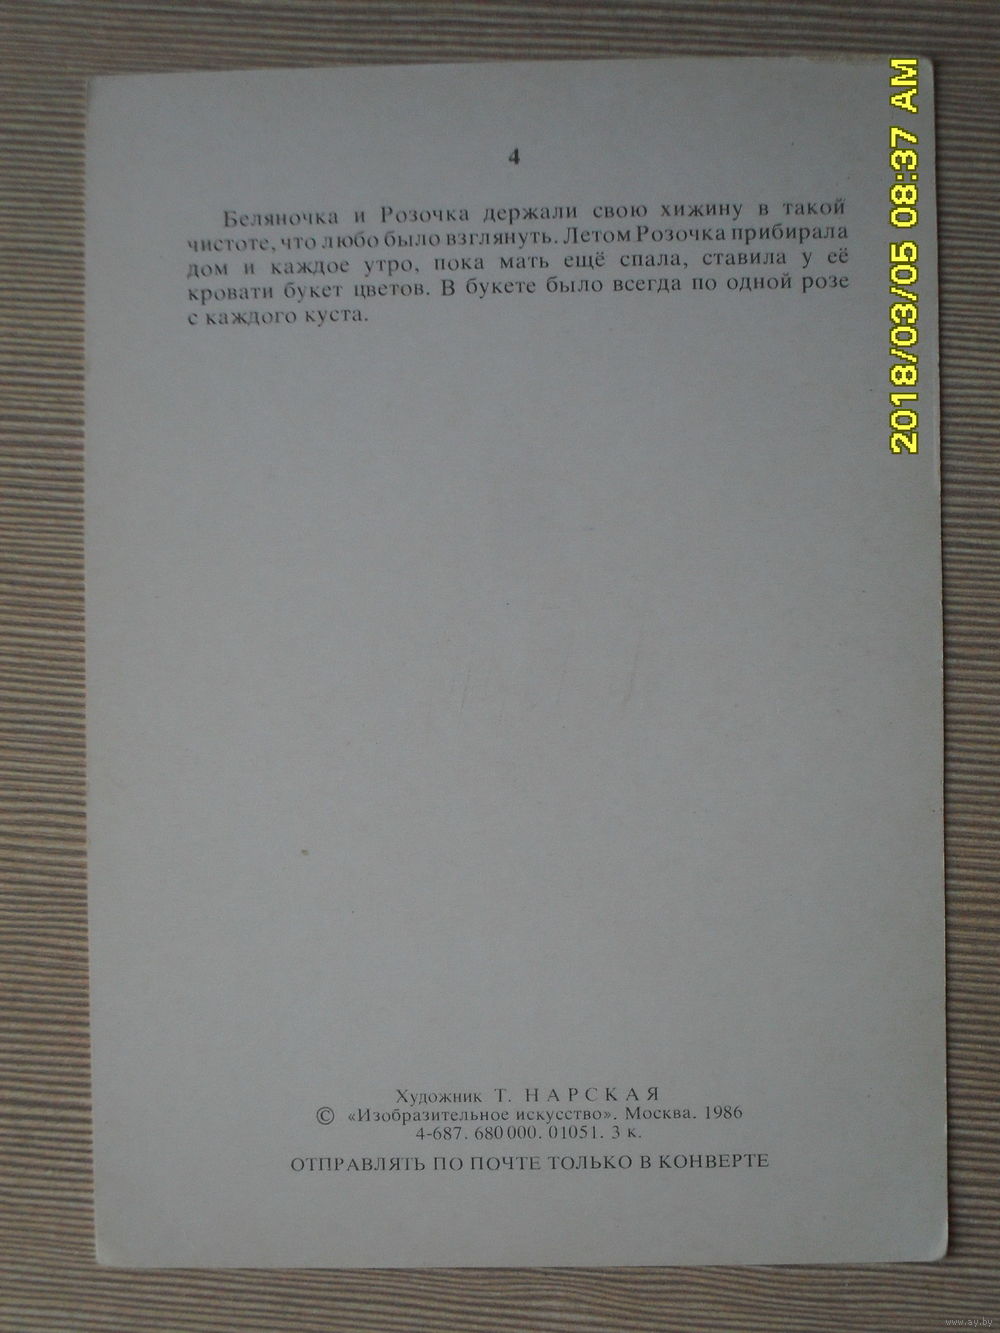 4
Беляночка и Розочка держали свою хижину в такой
чистоте, что любо было взглянуть. Летом Розочка прибирала
дом и каждое утро, пока мать ещё спала, ставила у её
кровати букет цветов. В букете было всегда по одной розе
с каждого куста.
2018/03/05 08:37 AM
Художник Т. НАРСКАЯ
© «Изобразительное искусство». Москва. 1986
4-687. 680 000. 01051. 3 к.
ОТПРАВЛЯТЬ ПО ПОЧТЕ ТОЛЬКО В КОНВЕРТЕ
www.ay.by